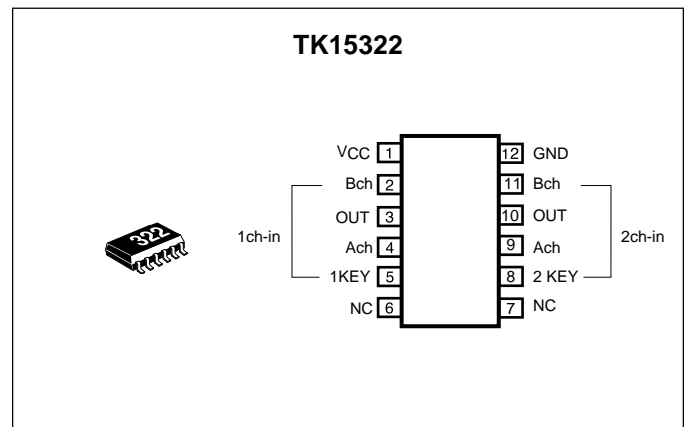 TK15322
VCC 1 12 GND
Bch 2 11 Bch
OUT 3 10 OUT
1ch-in 2ch-in
Ach 4 9 Ach
1KEY 5 8 2 KEY
NC 6 7 NC
322